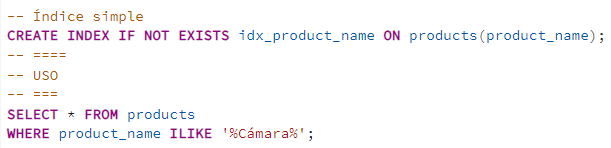 -- Índice simple
CREATE INDEX IF NOT EXISTS idx_product_name ON products(product_name);
-- ====
-- USO
-- ===
SELECT * FROM products
WHERE product_name ILIKE '%Cámara%';